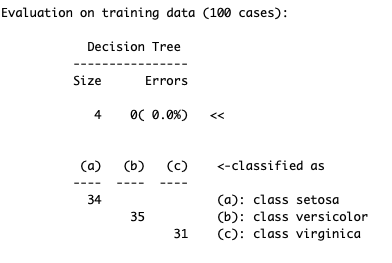 Evaluation on training data (100 cases):
Decision Tree
----------------
Size Errors
4 0( 0.0%) <<
(a) (b) (c) <-classified as
---- ---- ----
34 (a): class setosa
35 (b): class versicolor
31 (c): class virginica